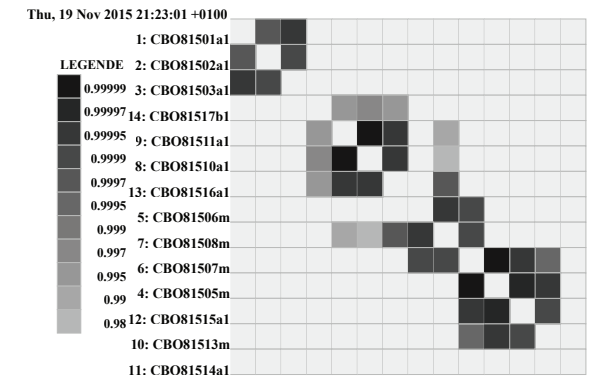 Thu, 19 Nov 2015 21:23:01 +0100
1: CBO81501a1
LEGENDE 2: CBO81502a1
0.99999 3: CBO81503a1
0.99997 14: CBO81517b1
0.99995 9: CBO81511a1
0.9999 8: CBO81510a1
0.9997 13: CBO81516a1
0.9995 5: CBO81506m
0.999 7: CBO81508m
0.997 6: CBO81507m
0.995 4: CBO81505m
0.99 12: CBO81515a1
0.98 10: CBO81513m
11: CBO81514a1